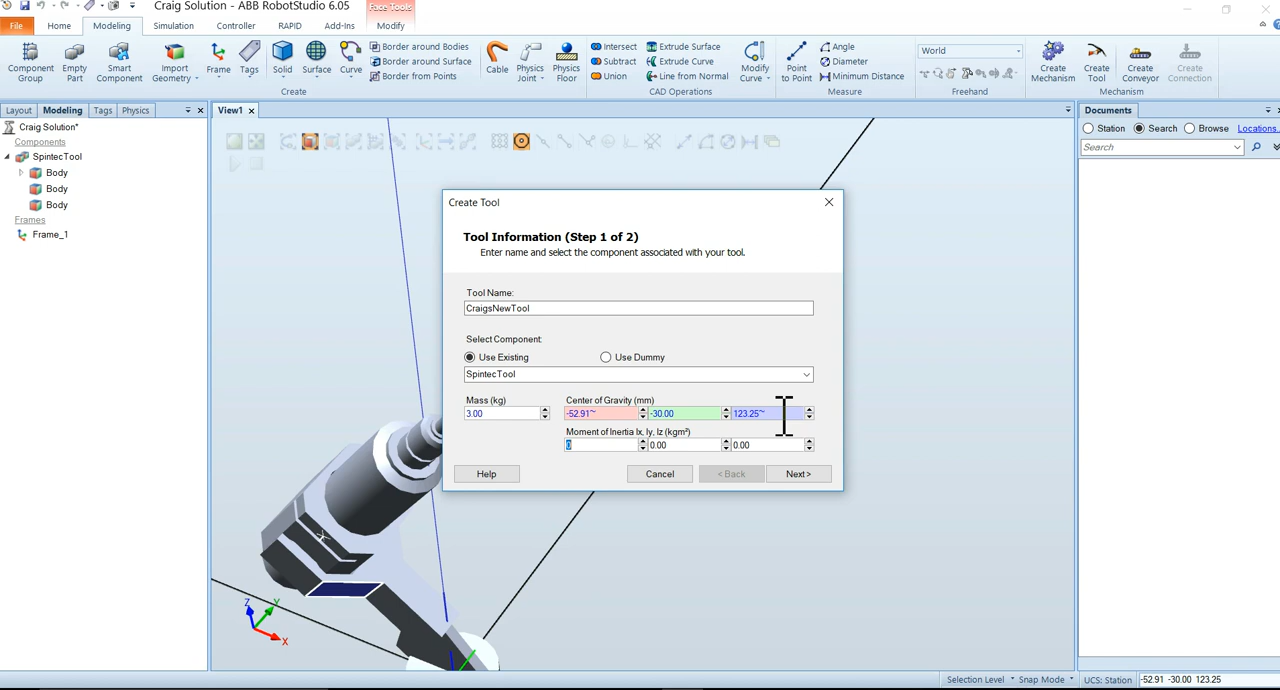 Craig Solution - ABB RobotStudio 6.05
Face Tools
File
Home
Modeling
Simulation
Controller
RAPID
Add-Ins
Modify
Component Group
Empty Part
Smart Component
Import Geometry
Frame
Tags
Solid
Surface
Curve
Border around Bodies
Border around Surface
Border from Points
Create
Cable
Physics Joint
Physics Floor
Intersect
Subtract
Union
Extrude Surface
Extrude Curve
Line from Normal
Modify Curve
CAD Operations
Point to Point
Angle
Diameter
Minimum Distance
Measure
World
Freehand
Create Mechanism
Create Tool
Create Conveyor
Create Connection
Mechanism
Layout
Modeling
Tags
Physics
View1
Documents
Station
Search
Browse
Locations..
Search
Craig Solution*
Components
SpintecTool
Body
Body
Body
Frames
Frame_1
Create Tool
Tool Information (Step 1 of 2)
Enter name and select the component associated with your tool.
Tool Name:
CraigsNewTool
Select Component:
Use Existing
Use Dummy
SpintecTool
Mass (kg)
Center of Gravity (mm)
3.00
-52.91~
-30.00
123.25~
Moment of Inertia Ix, Iy, Iz (kgm²)
0
0.00
0.00
Help
Cancel
< Back
Next>
Z
Y
X
Selection Level
Snap Mode
UCS: Station
-52.91 -30.00 123.25